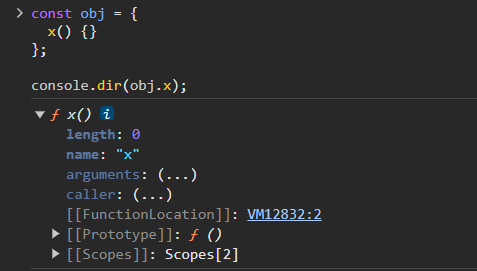 const obj = {
x() {}
};
console.dir(obj.x);
f x() i
length: 0
name: "x"
arguments: (...)
caller: (...)
[[FunctionLocation]]: VM12832:2
[[Prototype]]: f ()
[[Scopes]]: Scopes[2]